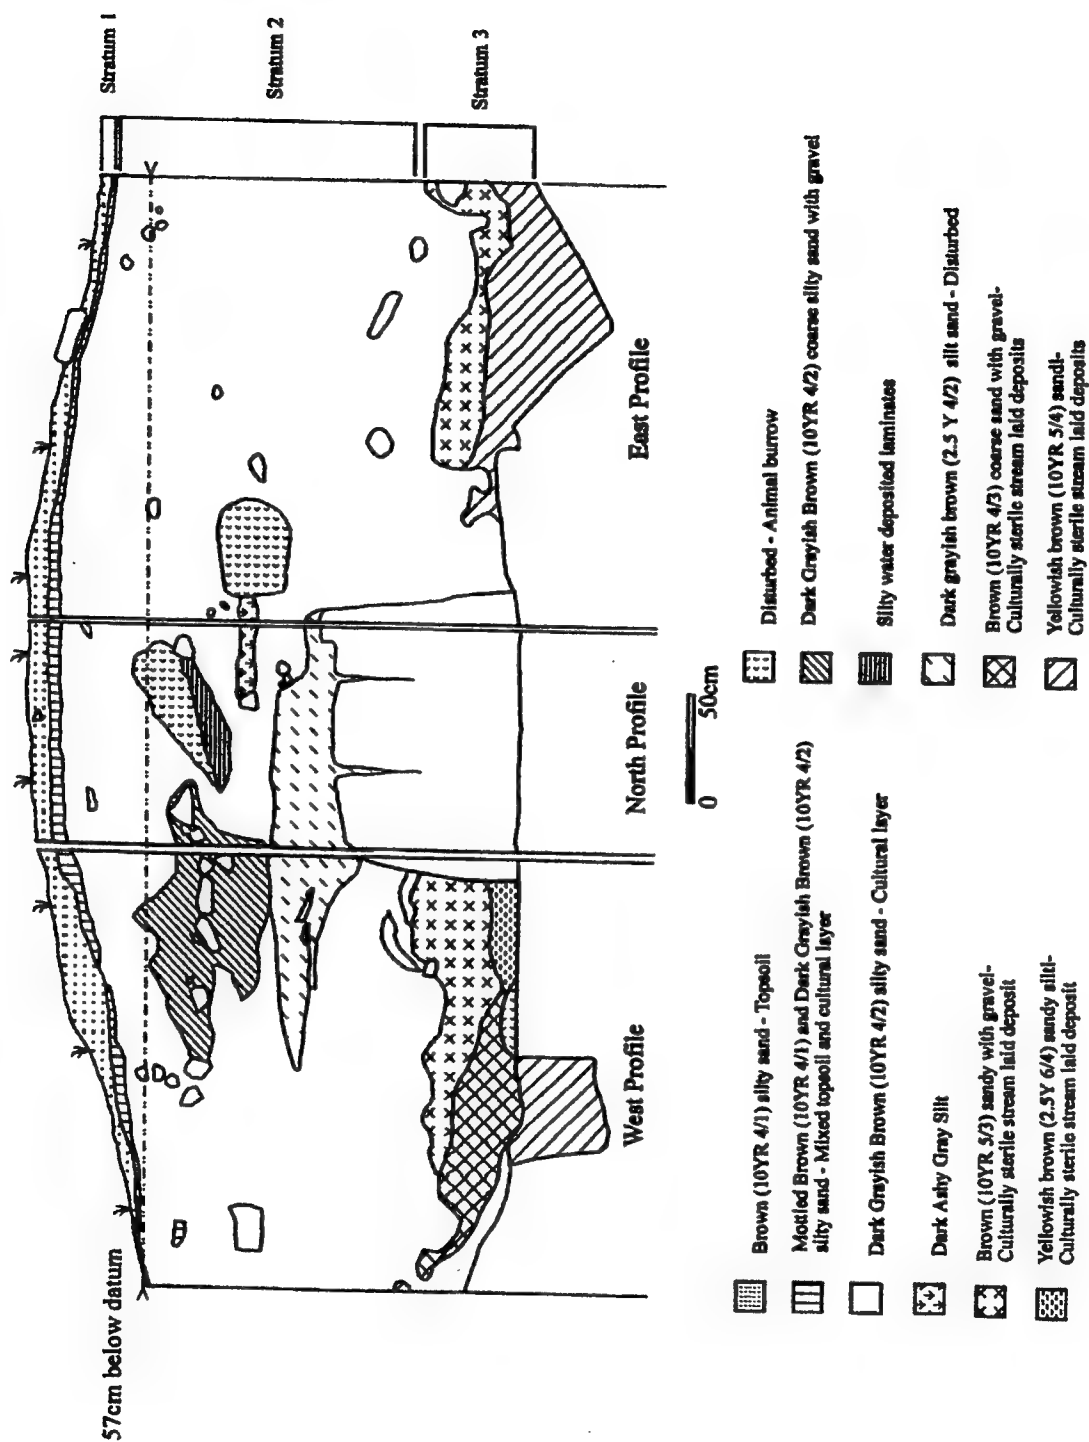 57cm below datum
Stratum 1
Stratum 2
Stratum 3
West Profile
North Profile
East Profile
0
50cm
Brown (10YR 4/1) silty sand - Topsoil
Mottled Brown (10YR 4/1) and Dark Grayish Brown (10YR 4/2)
silty sand - Mixed topsoil and cultural layer
Dark Grayish Brown (10YR 4/2) silty sand - Cultural layer
Dark Ashy Gray Silt
Brown (10YR 5/3) sandy with gravel-
Culturally sterile stream laid deposit
Yellowish brown (2.5Y 6/4) sandy silti-
Culturally sterile stream laid deposit
Disturbed - Animal burrow
Dark Grayish Brown (10YR 4/2) coarse silty sand with gravel
Silty water deposited laminates
Dark grayish brown (2.5 Y 4/2) silt sand - Disturbed
Brown (10YR 4/3) coarse sand with gravel-
Culturally sterile stream laid deposits
Yellowish brown (10YR 5/4) sandi-
Culturally sterile stream laid deposits